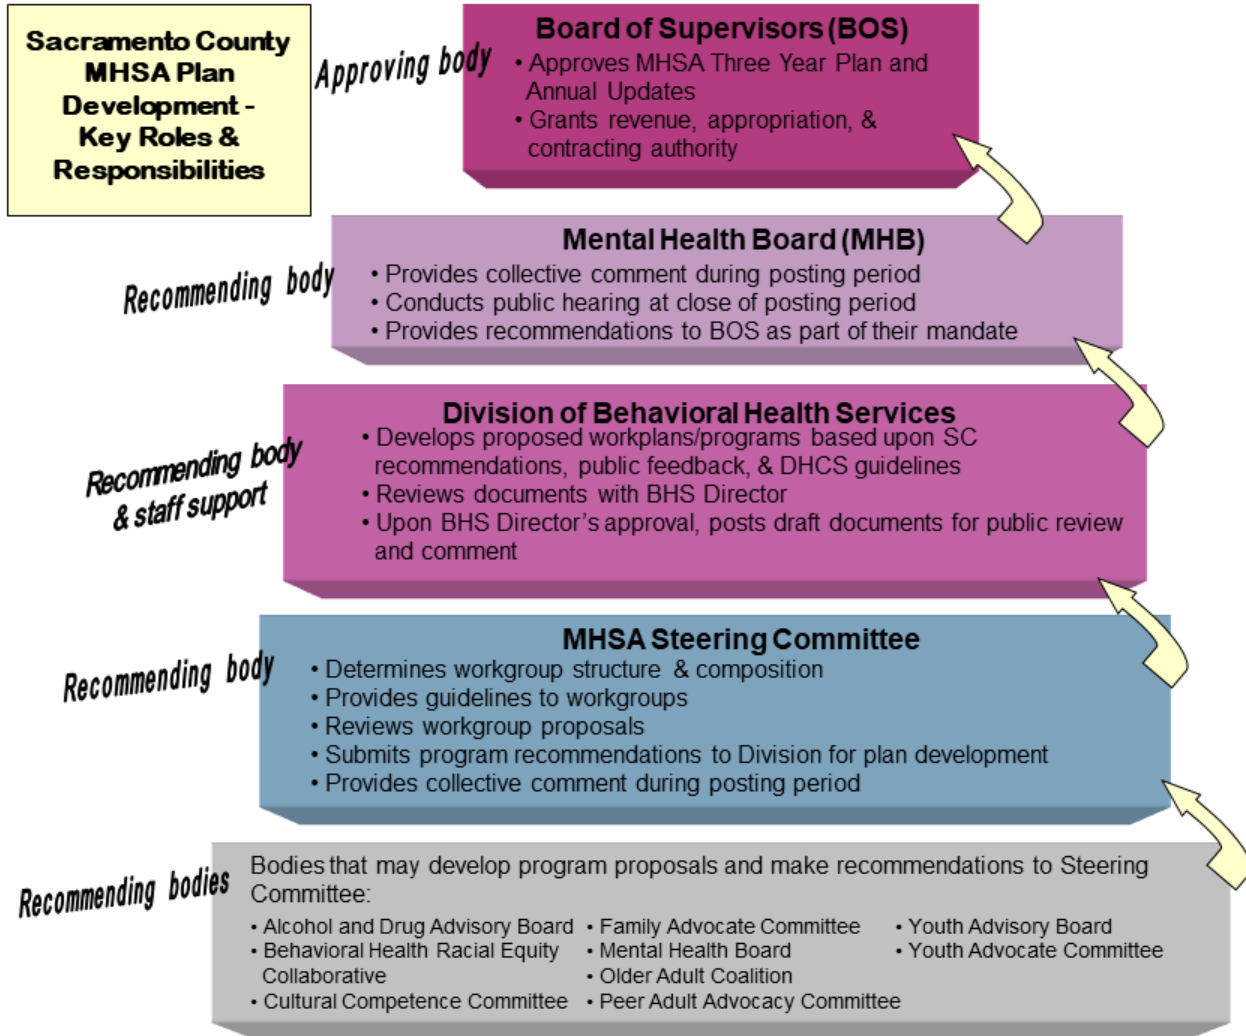 Sacramento County
MHSA Plan
Development -
Key Roles &
Responsibilities
Approving body
Board of Supervisors (BOS)
• Approves MHSA Three Year Plan and
Annual Updates
• Grants revenue, appropriation, &
contracting authority
Recommending body
Mental Health Board (MHB)
• Provides collective comment during posting period
• Conducts public hearing at close of posting period
• Provides recommendations to BOS as part of their mandate
Recommending body
& staff support
Division of Behavioral Health Services
• Develops proposed workplans/programs based upon SC
recommendations, public feedback, & DHCS guidelines
• Reviews documents with BHS Director
• Upon BHS Director's approval, posts draft documents for public review
and comment
Recommending body
MHSA Steering Committee
• Determines workgroup structure & composition
• Provides guidelines to workgroups
• Reviews workgroup proposals
• Submits program recommendations to Division for plan development
• Provides collective comment during posting period
Recommending bodies
Bodies that may develop program proposals and make recommendations to Steering
Committee:
• Alcohol and Drug Advisory Board
• Behavioral Health Racial Equity
Collaborative
• Cultural Competence Committee
• Family Advocate Committee
• Mental Health Board
• Older Adult Coalition
• Peer Adult Advocacy Committee
• Youth Advisory Board
• Youth Advocate Committee